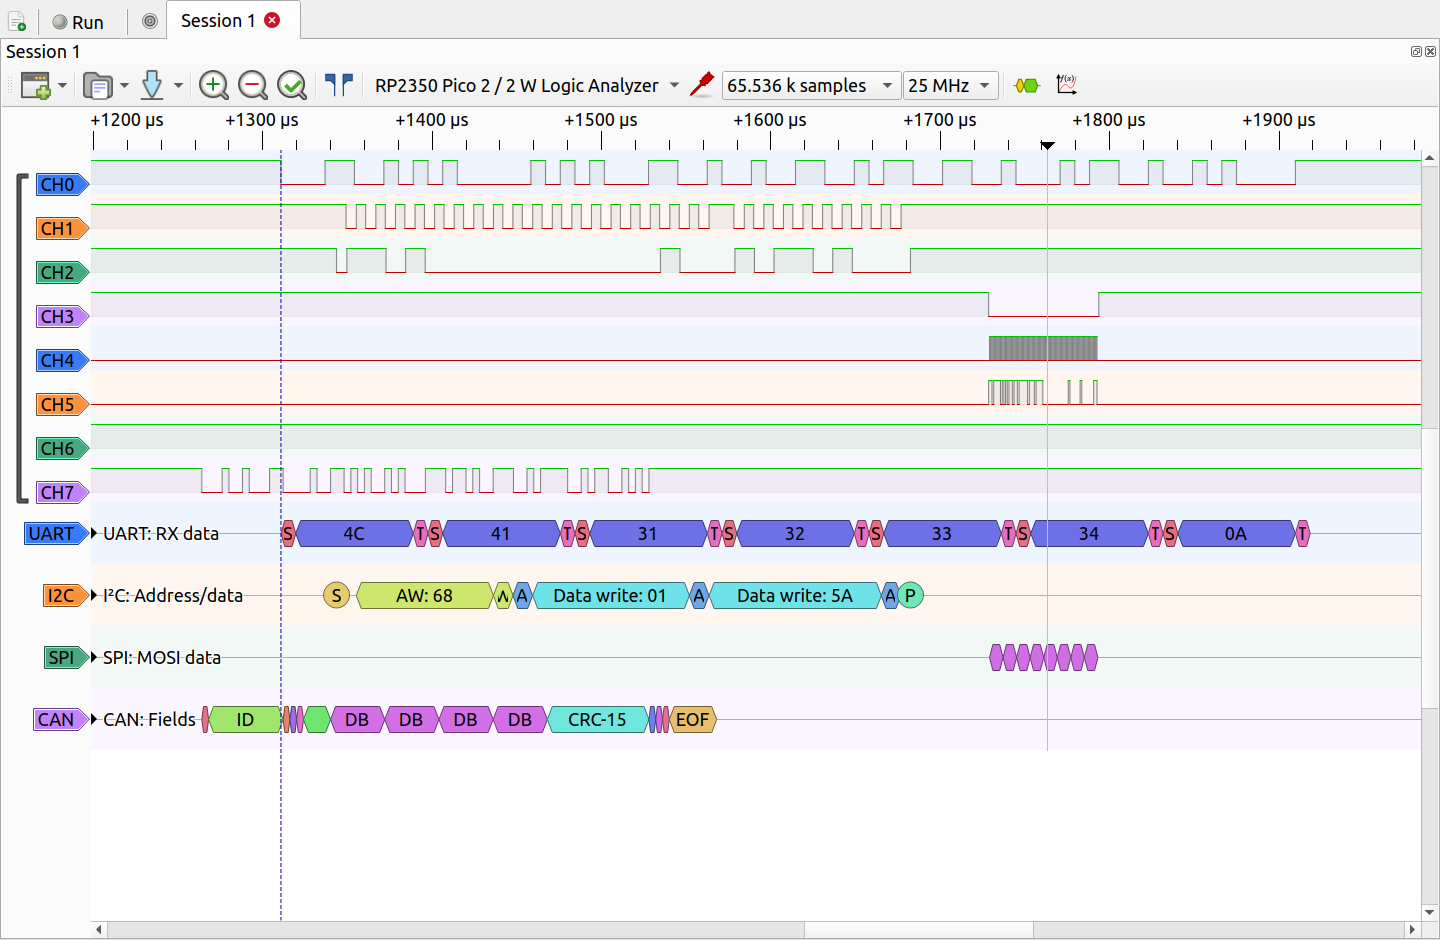 Run
Session 1
Session 1
RP2350 Pico 2 / 2 W Logic Analyzer 65.536 k samples 25 MHz
+1200 µs +1300 µs +1400 µs +1500 µs +1600 µs +1700 µs +1800 µs +1900 µs
CH0
CH1
CH2
CH3
CH4
CH5
CH6
CH7
UART UART: RX data S 4C T S 41 T S 31 T S 32 T S 33 T S 34 T S 0A T
I2C I²C: Address/data S AW: 68 W A Data write: 01 A Data write: 5A A P
SPI SPI: MOSI data
CAN CAN: Fields ID DB DB DB DB CRC-15 EOF